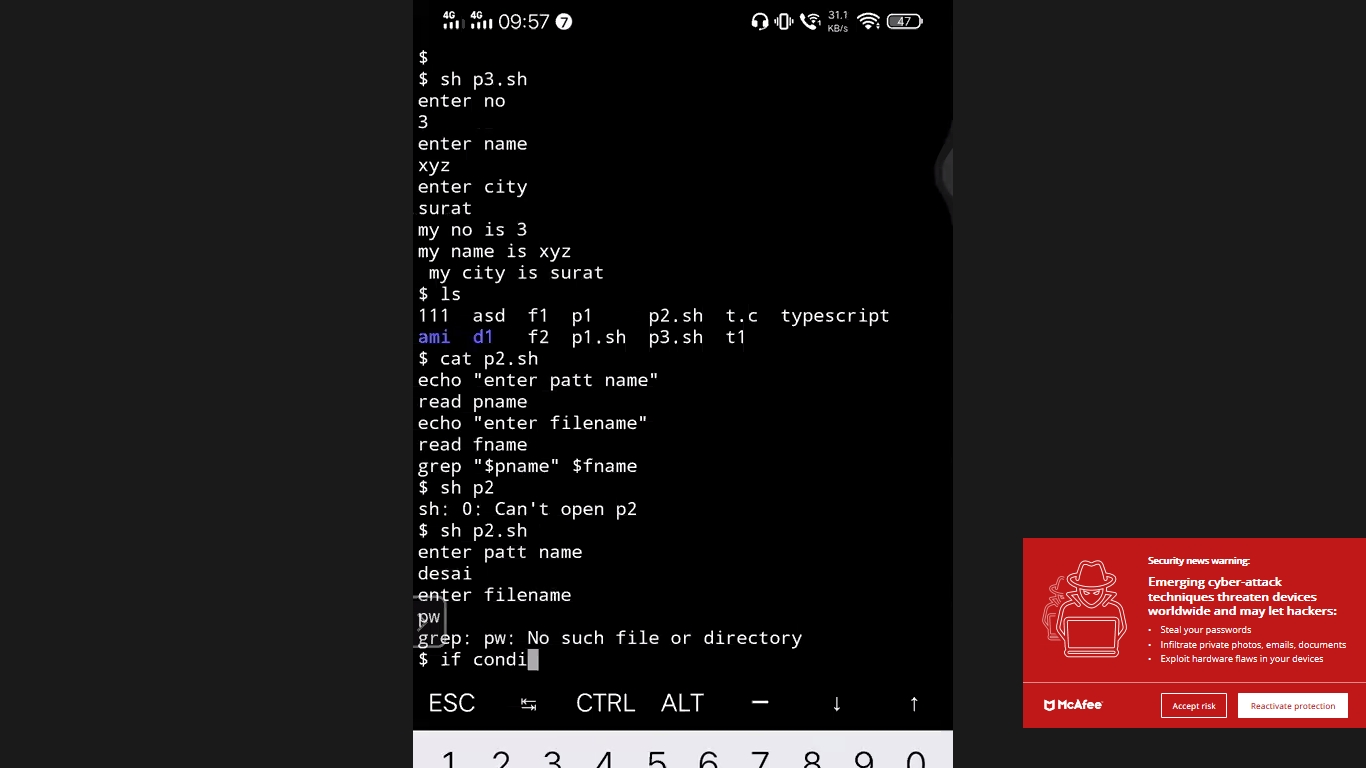 4G 4G 09:57 7 31.1 KB/s 47
$
$ sh p3.sh
enter no
3
enter name
xyz
enter city
surat
my no is 3
my name is xyz
my city is surat
$ ls
111 asd f1 p1 p2.sh t.c typescript
ami d1 f2 p1.sh p3.sh t1
$ cat p2.sh
echo "enter patt name"
read pname
echo "enter filename"
read fname
grep "$pname" $fname
$ sh p2
sh: 0: Can't open p2
$ sh p2.sh
enter patt name
desai
enter filename
pw
grep: pw: No such file or directory
$ if condi
ESC ↹ CTRL ALT — ↓ ↑
1 2 3 4 5 6 7 8 9 0
Security news warning:
Emerging cyber-attack
techniques threaten devices
worldwide and may let hackers:
• Steal your passwords
• Infiltrate private photos, emails, documents
• Exploit hardware flaws in your devices
McAfee
Accept risk
Reactivate protection